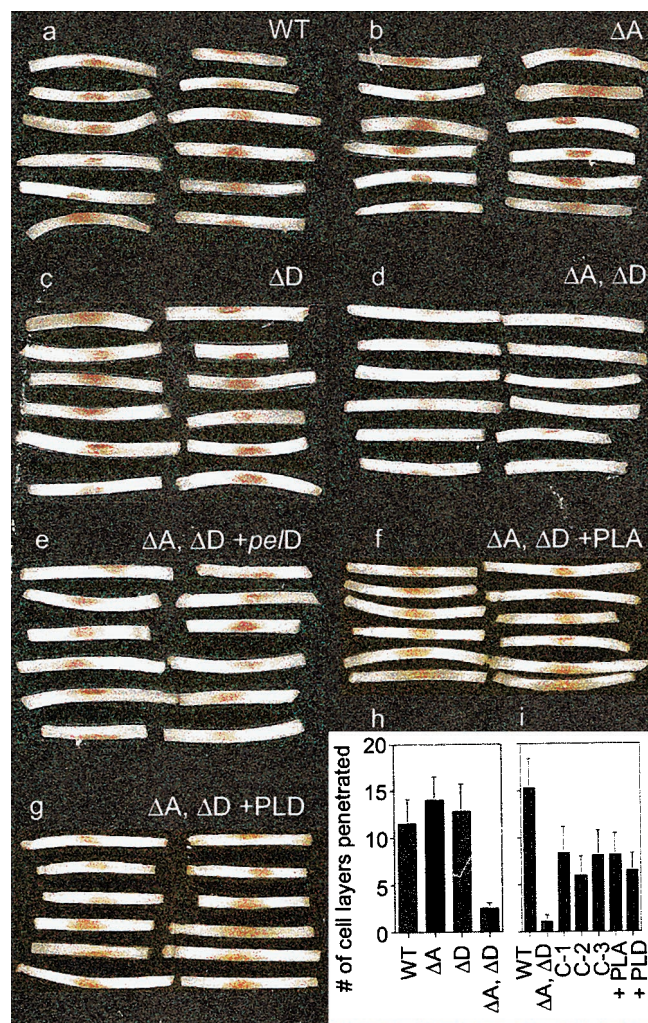 a WT
b ΔA
c ΔD
d ΔA, ΔD
e ΔA, ΔD +pelD
f ΔA, ΔD +PLA
g ΔA, ΔD +PLD
h
i
# of cell layers penetrated
20
15
10
5
0
WT
ΔA
ΔD
ΔA, ΔD
WT
ΔA, ΔD
C-1
C-2
C-3
+ PLA
+ PLD